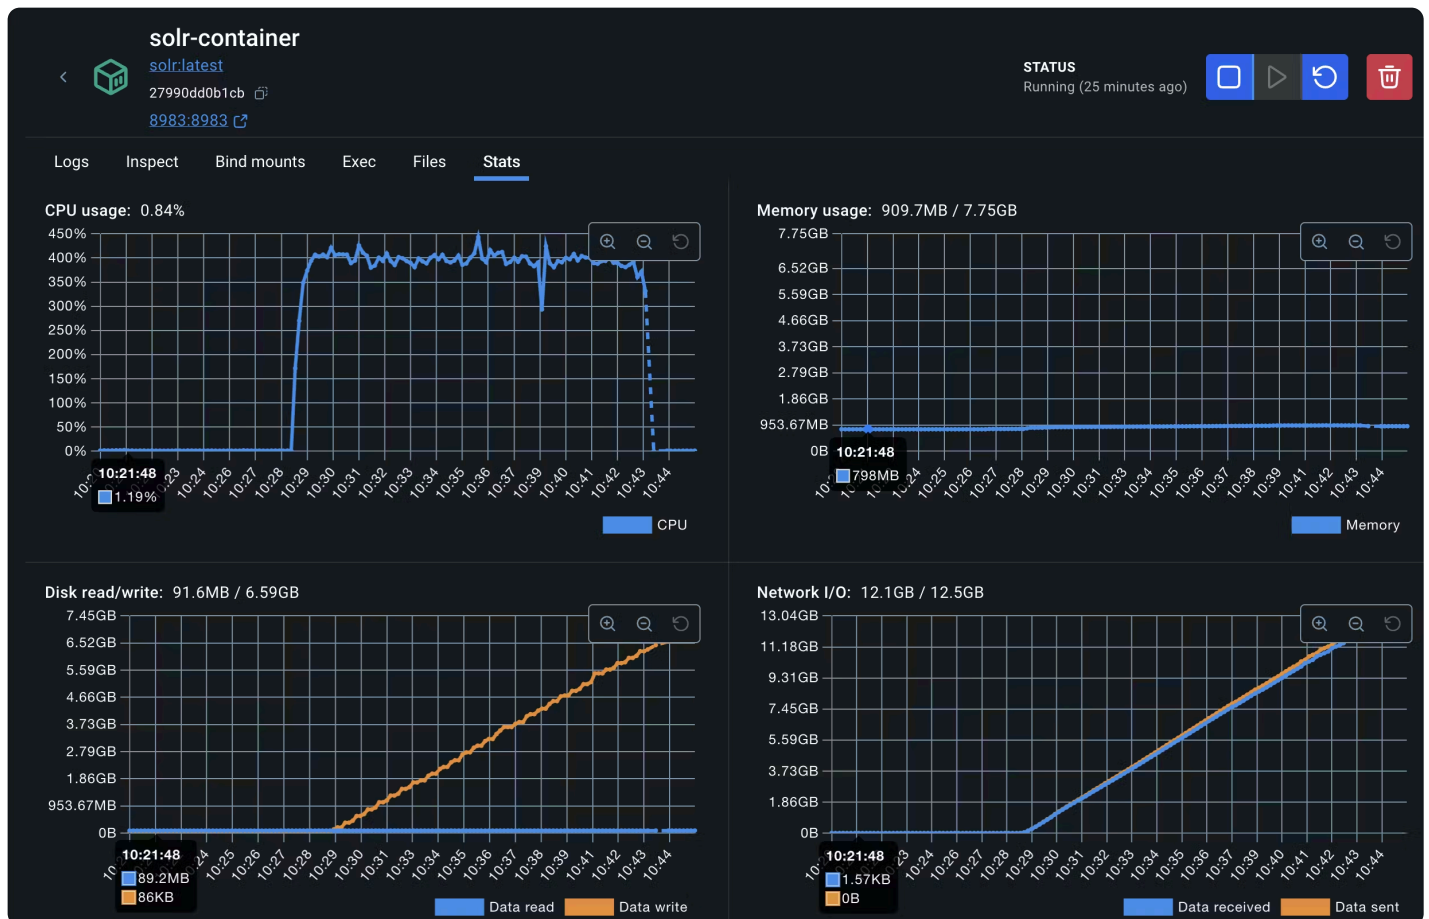 solr-container
solr:latest
27990dd0b1cb
8983:8983
STATUS
Running (25 minutes ago)
Logs Inspect Bind mounts Exec Files Stats
CPU usage: 0.84%
450%
400%
350%
300%
250%
200%
150%
100%
50%
0%
10:21:48
1.19%
10:23 10:24 10:26 10:27 10:28 10:29 10:30 10:31 10:32 10:33 10:34 10:35 10:36 10:37 10:39 10:40 10:41 10:42 10:43 10:44
CPU
Memory usage: 909.7MB / 7.75GB
7.75GB
6.52GB
5.59GB
4.66GB
3.73GB
2.79GB
1.86GB
953.67MB
0B
10:21:48
798MB
10:24 10:25 10:26 10:27 10:28 10:29 10:30 10:31 10:32 10:33 10:34 10:35 10:36 10:37 10:38 10:39 10:41 10:42 10:43 10:44
Memory
Disk read/write: 91.6MB / 6.59GB
7.45GB
6.52GB
5.59GB
4.66GB
3.73GB
2.79GB
1.86GB
953.67MB
0B
10:21:48
89.2MB
86KB
10:25 10:26 10:27 10:28 10:29 10:30 10:31 10:33 10:34 10:35 10:36 10:37 10:38 10:39 10:41 10:42 10:43 10:44
Data read Data write
Network I/O: 12.1GB / 12.5GB
13.04GB
11.18GB
9.31GB
7.45GB
5.59GB
3.73GB
1.86GB
0B
10:21:48
1.57KB
0B
10:24 10:26 10:27 10:28 10:29 10:30 10:31 10:32 10:33 10:34 10:35 10:36 10:37 10:38 10:39 10:40 10:41 10:42 10:43 10:44
Data received Data sent